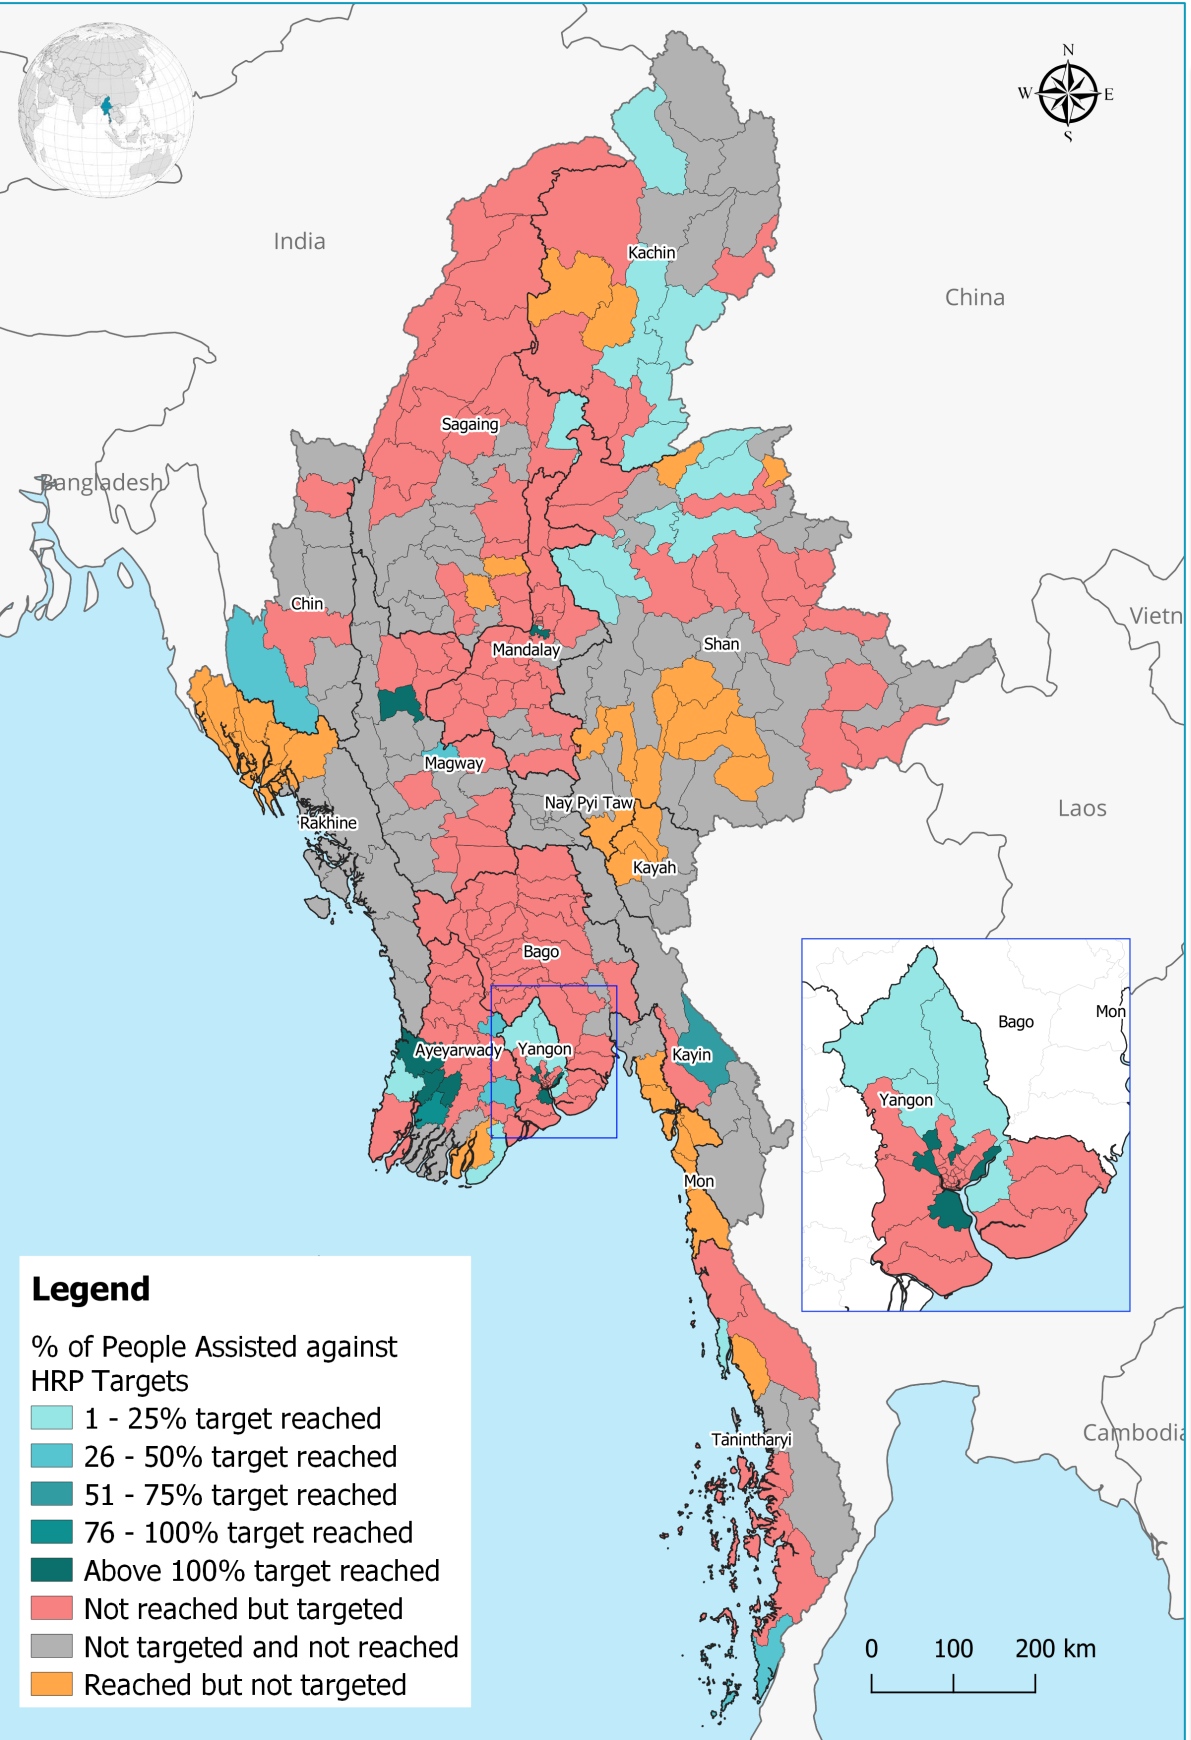 N
W
E
S
India
Kachin
China
Sagaing
Bangladesh
Chin
Vietn
Shan
Mandalay
Magway
Nay Pyi Taw
Laos
Rakhine
Kayah
Bago
Mon
Bago
Ayeyarwady
Yangon
Kayin
Yangon
Mon
Legend
% of People Assisted against
HRP Targets
1 - 25% target reached
26 - 50% target reached
51 - 75% target reached
76 - 100% target reached
Above 100% target reached
Not reached but targeted
Not targeted and not reached
Reached but not targeted
Tanintharyi
Cambodia
0 100 200 km